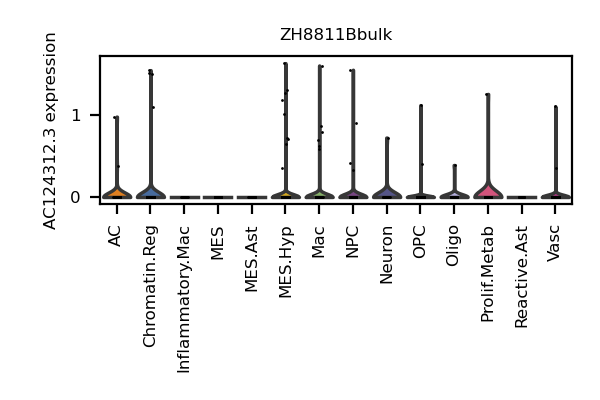 ZH8811Bbulk
AC124312.3 expression
1
0
AC
Chromatin.Reg
Inflammatory.Mac
MES
MES.Ast
MES.Hyp
Mac
NPC
Neuron
OPC
Oligo
Prolif.Metab
Reactive.Ast
Vasc